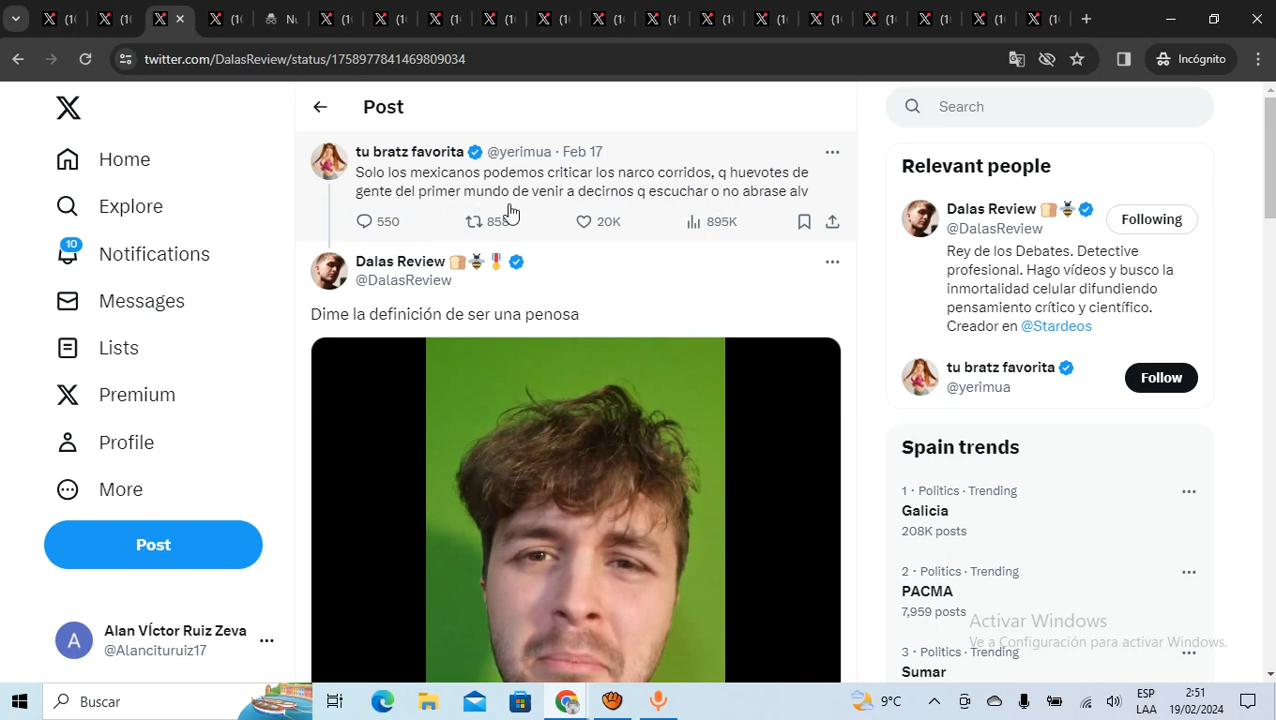 twitter.com/DalasReview/status/1758977841469809034
Incógnito
Post
Search
tu bratz favorita @yerimua · Feb 17
Solo los mexicanos podemos criticar los narco corridos, q huevotes de
gente del primer mundo de venir a decirnos q escuchar o no abrase alv
550
20K
895K
Dalas Review
@DalasReview
Dime la definición de ser una penosa
Home
Explore
10
Notifications
Messages
Lists
Premium
Profile
More
Post
Alan VÍctor Ruiz Zeva
@Alancituruiz17
Relevant people
Dalas Review
@DalasReview
Following
Rey de los Debates. Detective
profesional. Hago vídeos y busco la
inmortalidad celular difundiendo
pensamiento crítico y científico.
Creador en @Stardeos
tu bratz favorita
@yerimua
Follow
Spain trends
1 · Politics · Trending
Galicia
208K posts
2 · Politics · Trending
PACMA
7,959 posts
3 · Politics · Trending
Sumar
Activar Windows
Ve a Configuración para activar Windows.
Buscar
9°C
ESP
LAA
2:51
19/02/2024